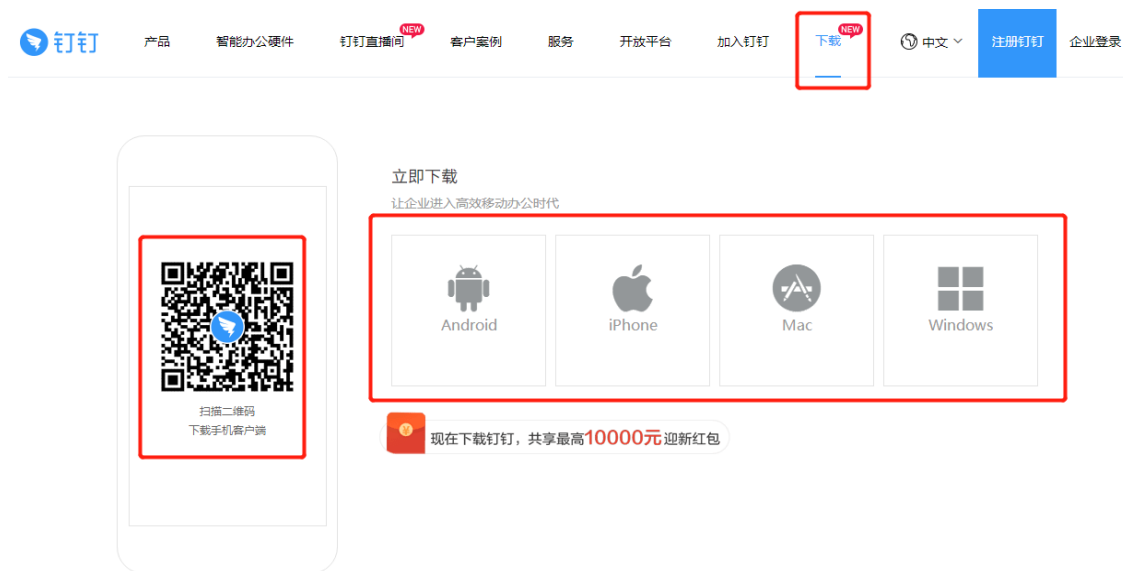 钉钉
产品
智能办公硬件
钉钉直播间
NEW
客户案例
服务
开放平台
加入钉钉
下载
NEW
中文
注册钉钉
企业登录
立即下载
让企业进入高效移动办公时代
Android
iPhone
Mac
Windows
扫描二维码
下载手机客户端
现在下载钉钉，共享最高10000元迎新红包